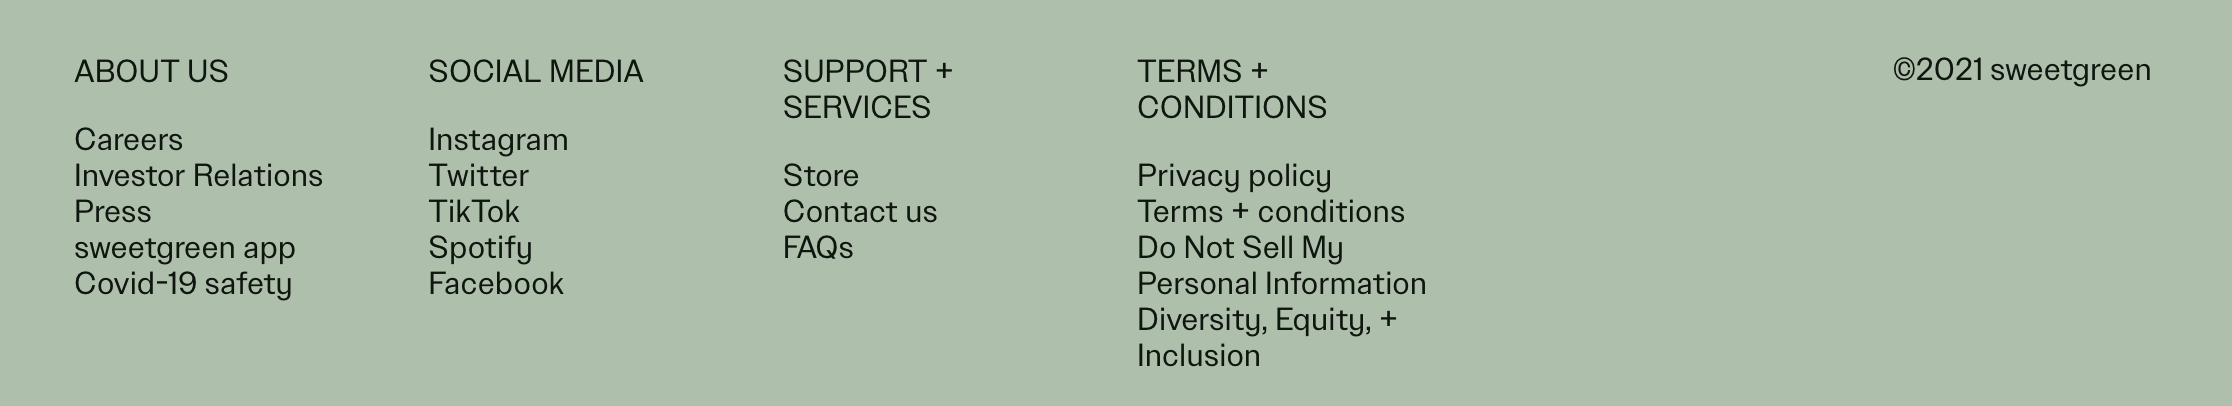 ABOUT US
Careers
Investor Relations
Press
sweetgreen app
Covid-19 safety
SOCIAL MEDIA
Instagram
Twitter
TikTok
Spotify
Facebook
SUPPORT +
SERVICES
Store
Contact us
FAQs
TERMS +
CONDITIONS
Privacy policy
Terms + conditions
Do Not Sell My
Personal Information
Diversity, Equity, +
Inclusion
©2021 sweetgreen